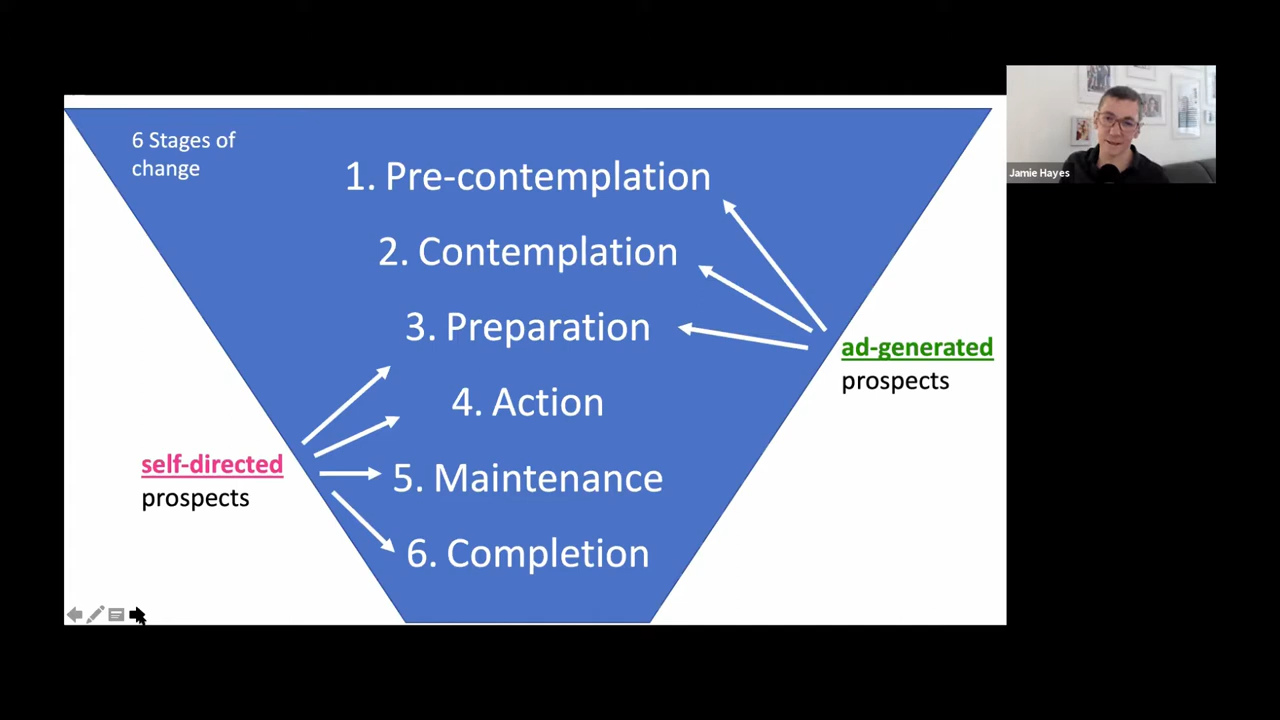 6 Stages of
change
1. Pre-contemplation
2. Contemplation
3. Preparation
4. Action
5. Maintenance
6. Completion
ad-generated
prospects
self-directed
prospects
Jamie Hayes